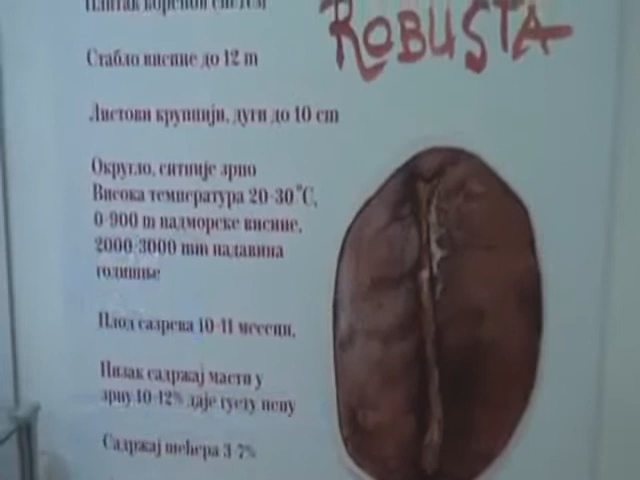 Плитак коренов систем
ROBUSTA
Стабло висине до 12 m
Листови крупнији, дуги до 10 cm
Округло, ситније зрно
Висока температура 20-30°C,
0-900 m надморске висине,
2000-3000 mm падавина
годишње
Плод сазрева 10-11 месеци,
Низак садржај масти у
зрну 10-12% даје густу пену
Садржај шећера 3-7%